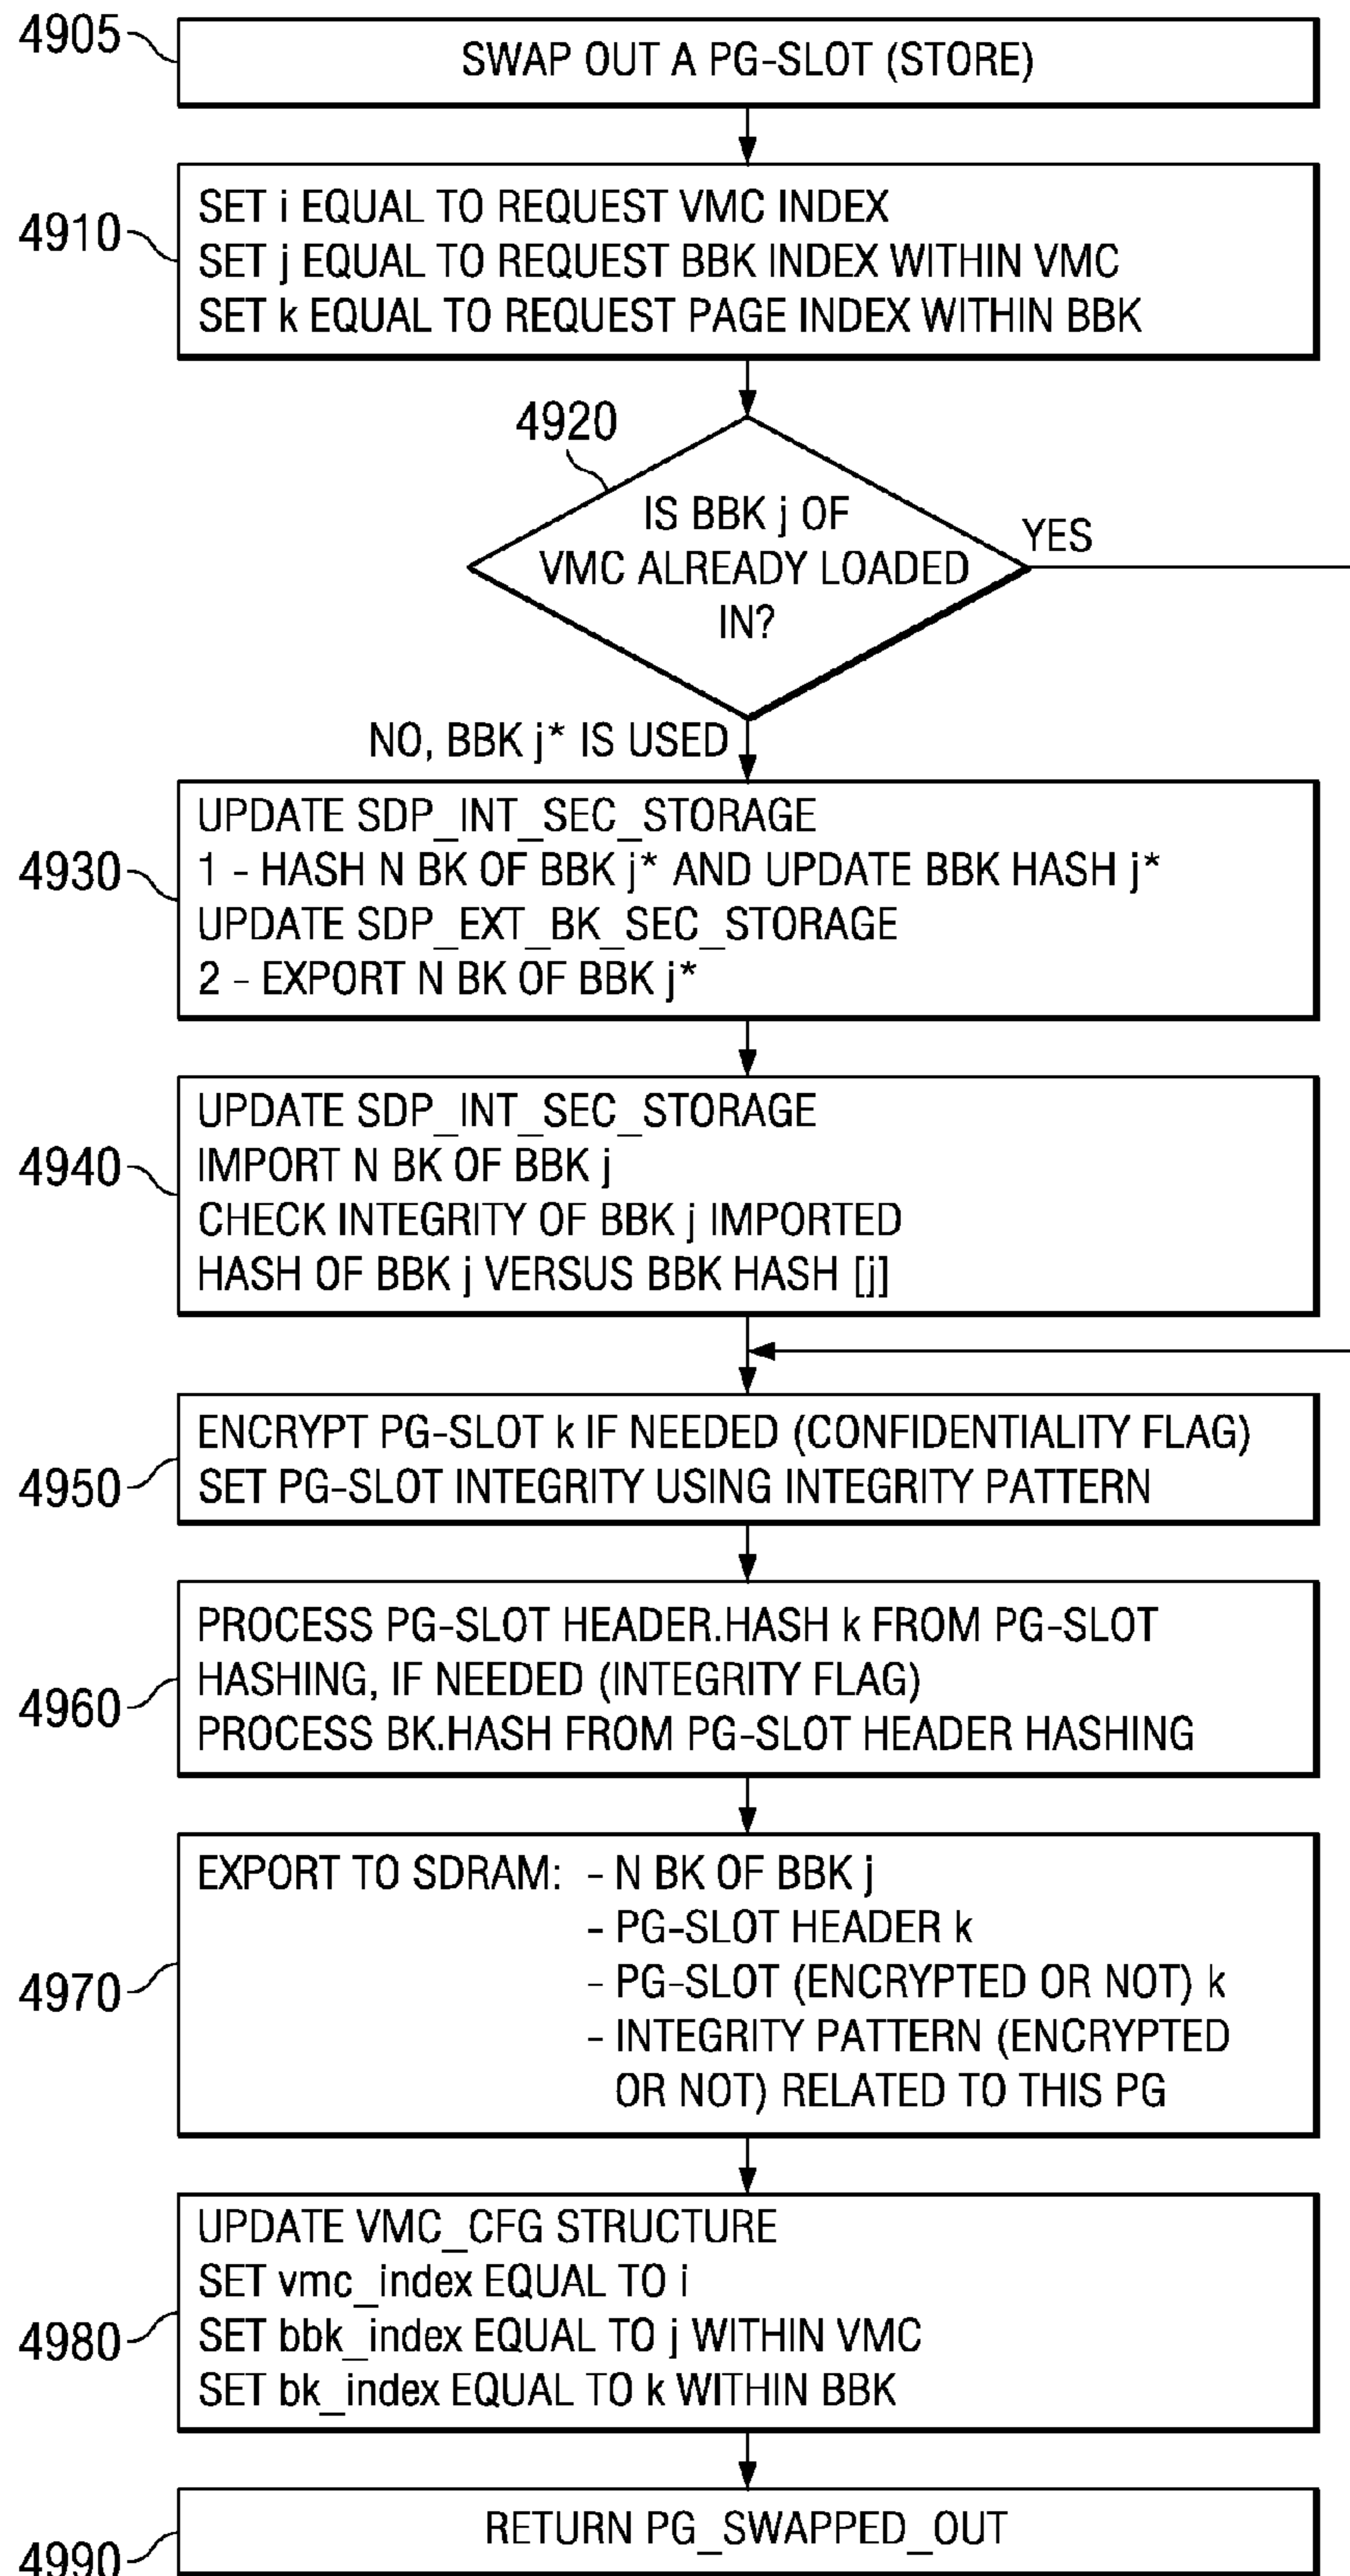 4905
SWAP OUT A PG-SLOT (STORE)
4910
SET i EQUAL TO REQUEST VMC INDEX
SET j EQUAL TO REQUEST BBK INDEX WITHIN VMC
SET k EQUAL TO REQUEST PAGE INDEX WITHIN BBK
4920
IS BBK j OF
VMC ALREADY LOADED
IN?
YES
NO, BBK j* IS USED
4930
UPDATE SDP_INT_SEC_STORAGE
1 - HASH N BK OF BBK j* AND UPDATE BBK HASH j*
UPDATE SDP_EXT_BK_SEC_STORAGE
2 - EXPORT N BK OF BBK j*
4940
UPDATE SDP_INT_SEC_STORAGE
IMPORT N BK OF BBK j
CHECK INTEGRITY OF BBK j IMPORTED
HASH OF BBK j VERSUS BBK HASH [j]
4950
ENCRYPT PG-SLOT k IF NEEDED (CONFIDENTIALITY FLAG)
SET PG-SLOT INTEGRITY USING INTEGRITY PATTERN
4960
PROCESS PG-SLOT HEADER.HASH k FROM PG-SLOT
HASHING, IF NEEDED (INTEGRITY FLAG)
PROCESS BK.HASH FROM PG-SLOT HEADER HASHING
4970
EXPORT TO SDRAM: - N BK OF BBK j
- PG-SLOT HEADER k
- PG-SLOT (ENCRYPTED OR NOT) k
- INTEGRITY PATTERN (ENCRYPTED
OR NOT) RELATED TO THIS PG
4980
UPDATE VMC_CFG STRUCTURE
SET vmc_index EQUAL TO i
SET bbk_index EQUAL TO j WITHIN VMC
SET bk_index EQUAL TO k WITHIN BBK
4990
RETURN PG_SWAPPED_OUT